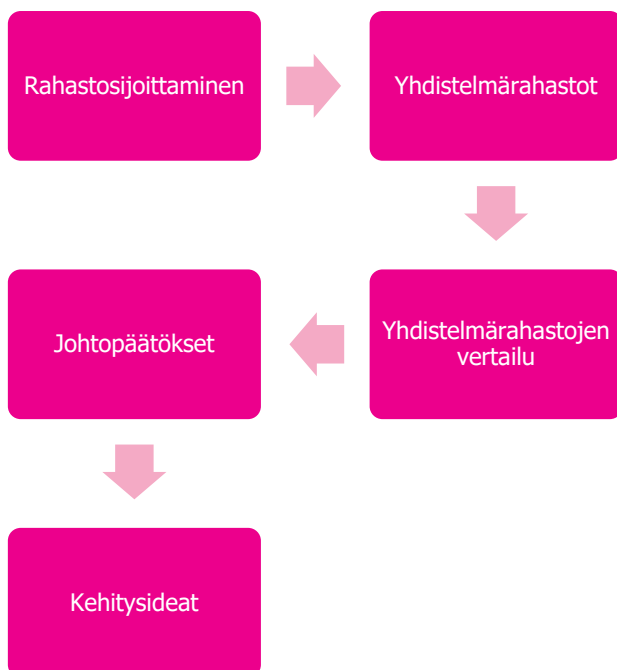 Rahastosijoittaminen
Yhdistelmärahastot
Yhdistelmärahastojen
vertailu
Johtopäätökset
Kehitysideat